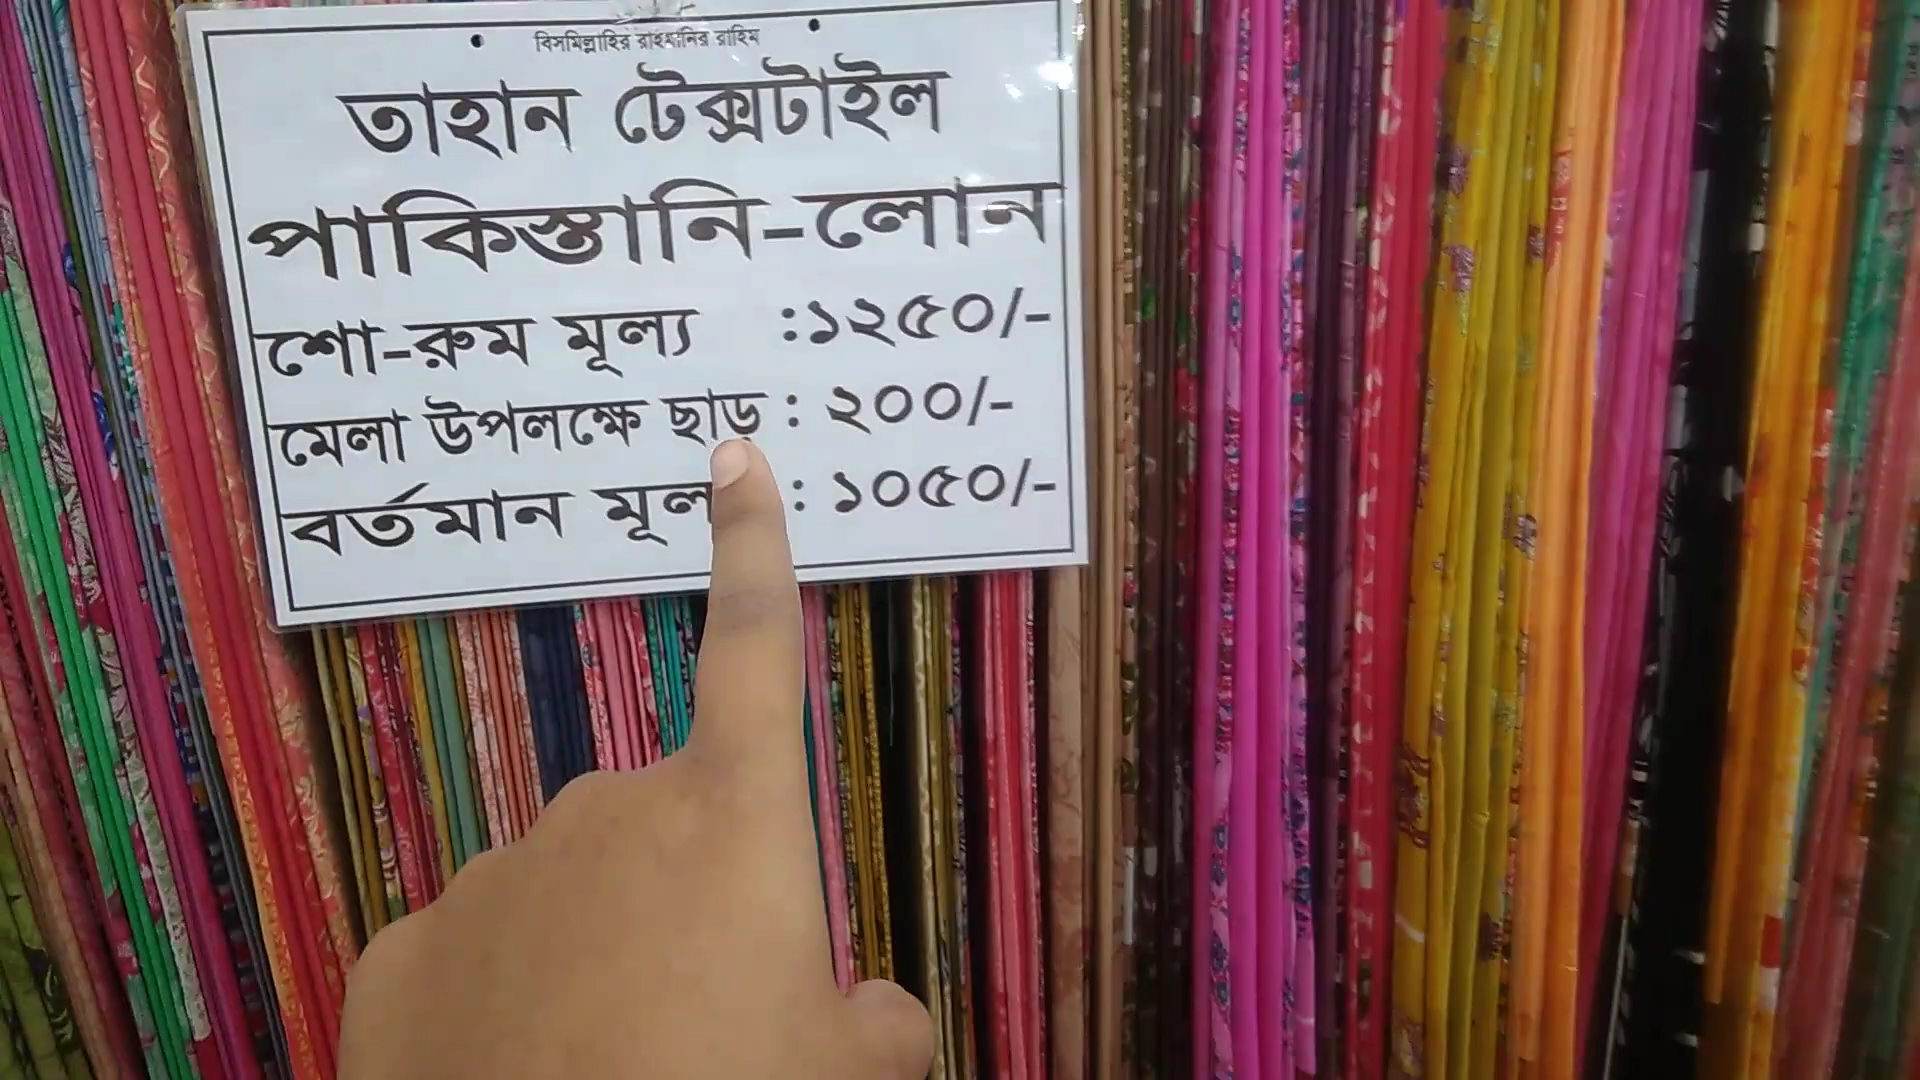 বিসমিল্লাহির রাহমানির রাহিম
তাহান টেক্সটাইল
পাকিস্তানি-লোন
শো-রুম মূল্য :১২৫০/-
মেলা উপলক্ষে ছাড় : ২০০/-
বর্তমান মূল্য : ১০৫০/-